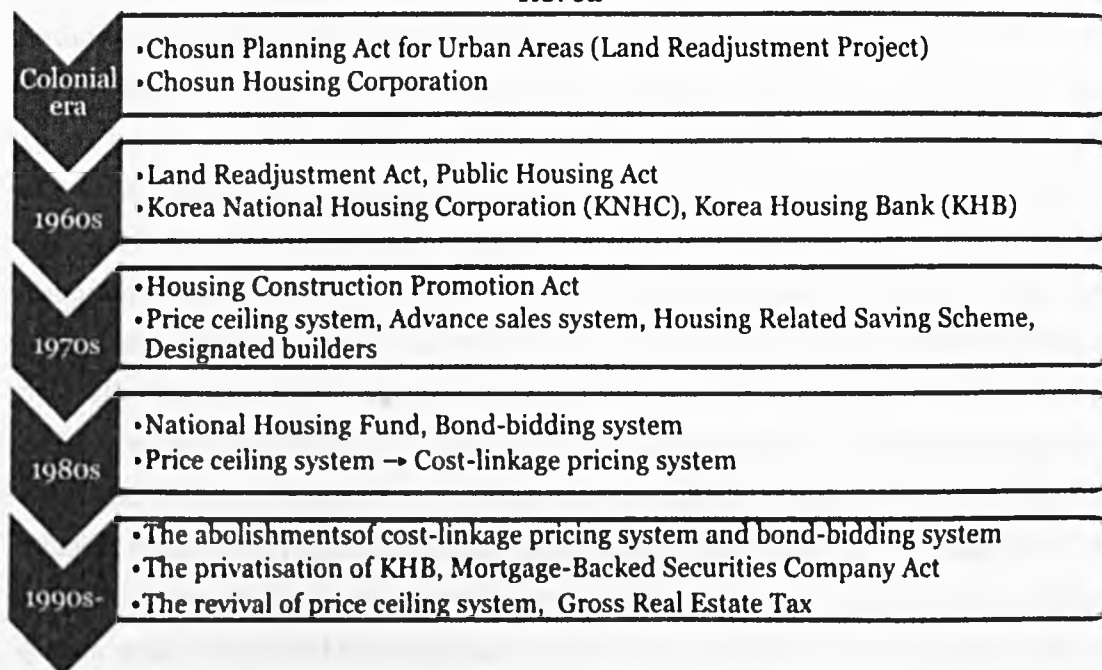 Colonial era
•Chosun Planning Act for Urban Areas (Land Readjustment Project)
•Chosun Housing Corporation
1960s
•Land Readjustment Act, Public Housing Act
•Korea National Housing Corporation (KNHC), Korea Housing Bank (KHB)
1970s
•Housing Construction Promotion Act
•Price ceiling system, Advance sales system, Housing Related Saving Scheme,
Designated builders
1980s
•National Housing Fund, Bond-bidding system
•Price ceiling system → Cost-linkage pricing system
1990s-
•The abolishmentsof cost-linkage pricing system and bond-bidding system
•The privatisation of KHB, Mortgage-Backed Securities Company Act
•The revival of price ceiling system, Gross Real Estate Tax